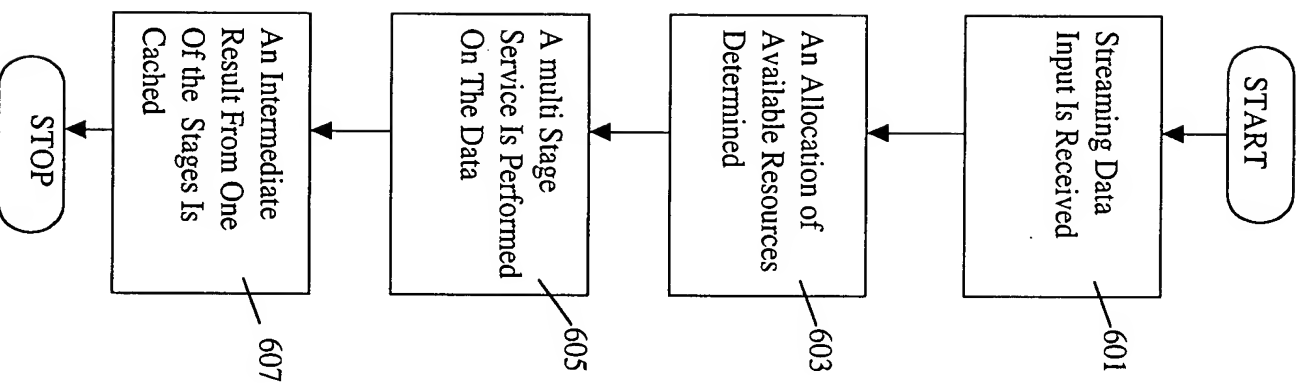 START
Streaming Data
Input Is Received
601
An Allocation of
Available Resources
Determined
603
A multi Stage
Service Is Performed
On The Data
605
An Intermediate
Result From One
Of the Stages Is
Cached
607
STOP